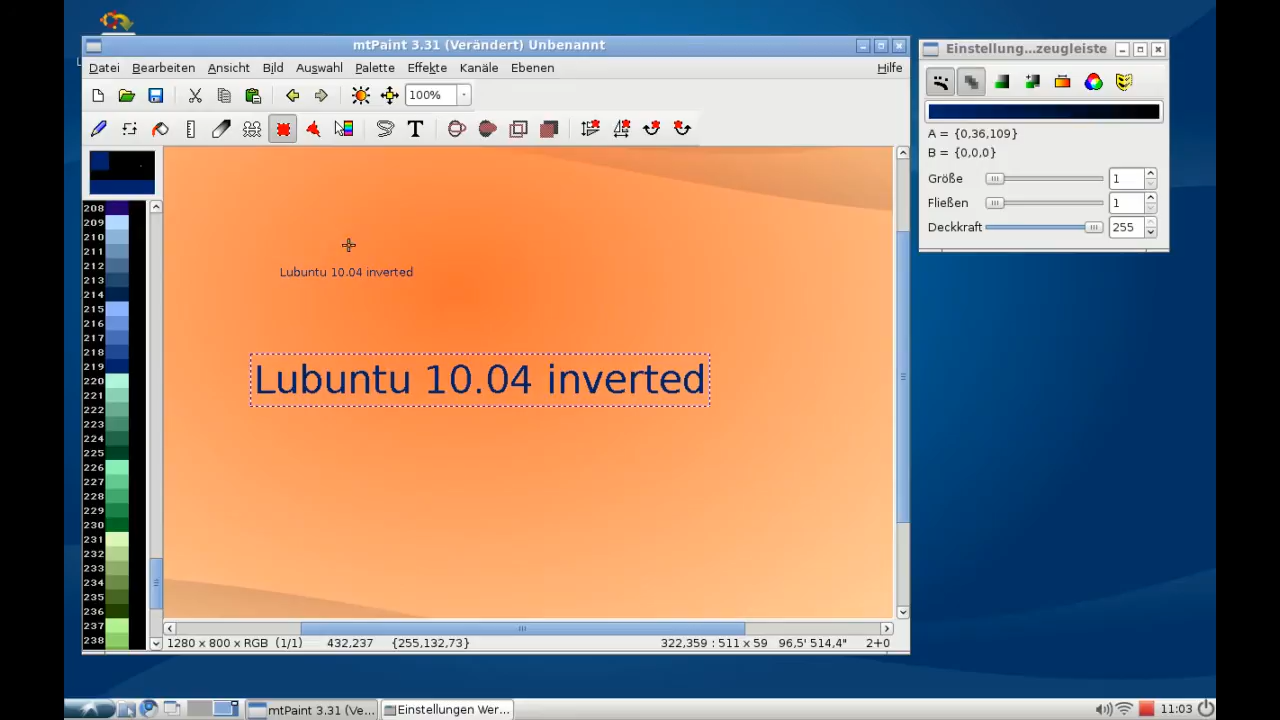 mtPaint 3.31 (Verändert) Unbenannt
Datei Bearbeiten Ansicht Bild Auswahl Palette Effekte Kanäle Ebenen Hilfe
100%
208
209
210
211
212
213
214
215
216
217
218
219
220
221
222
223
224
225
226
227
228
229
230
231
232
233
234
235
236
237
238
Lubuntu 10.04 inverted
Lubuntu 10.04 inverted
1280 x 800 x RGB (1/1) 432,237 {255,132,73} 322,359 : 511 x 59 96,5' 514,4" 2+0
Einstellung...zeugleiste
A = {0,36,109}
B = {0,0,0}
Größe 1
Fließen 1
Deckkraft 255
mtPaint 3.31 (Ve... Einstellungen Wer... 11:03